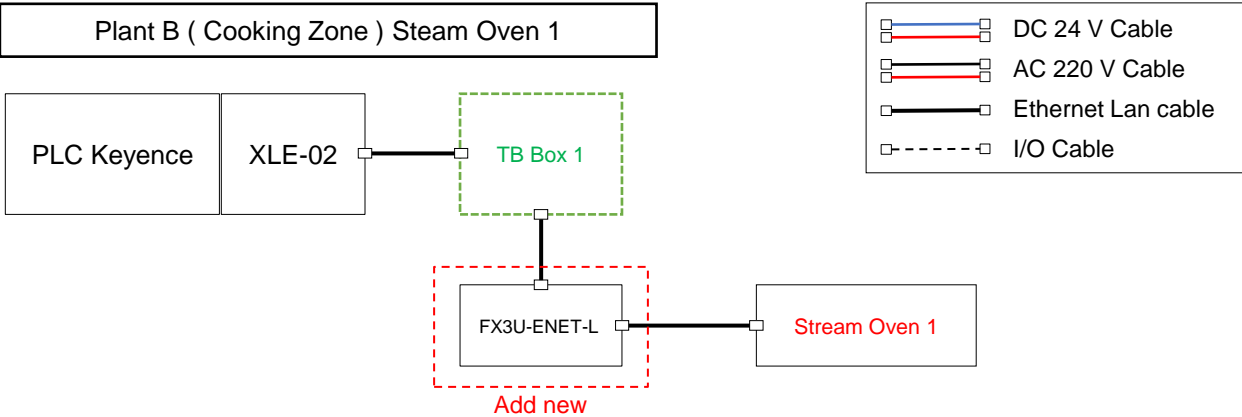 Plant B ( Cooking Zone ) Steam Oven 1
DC 24 V Cable
AC 220 V Cable
Ethernet Lan cable
I/O Cable
PLC Keyence
XLE-02
TB Box 1
FX3U-ENET-L
Stream Oven 1
Add new